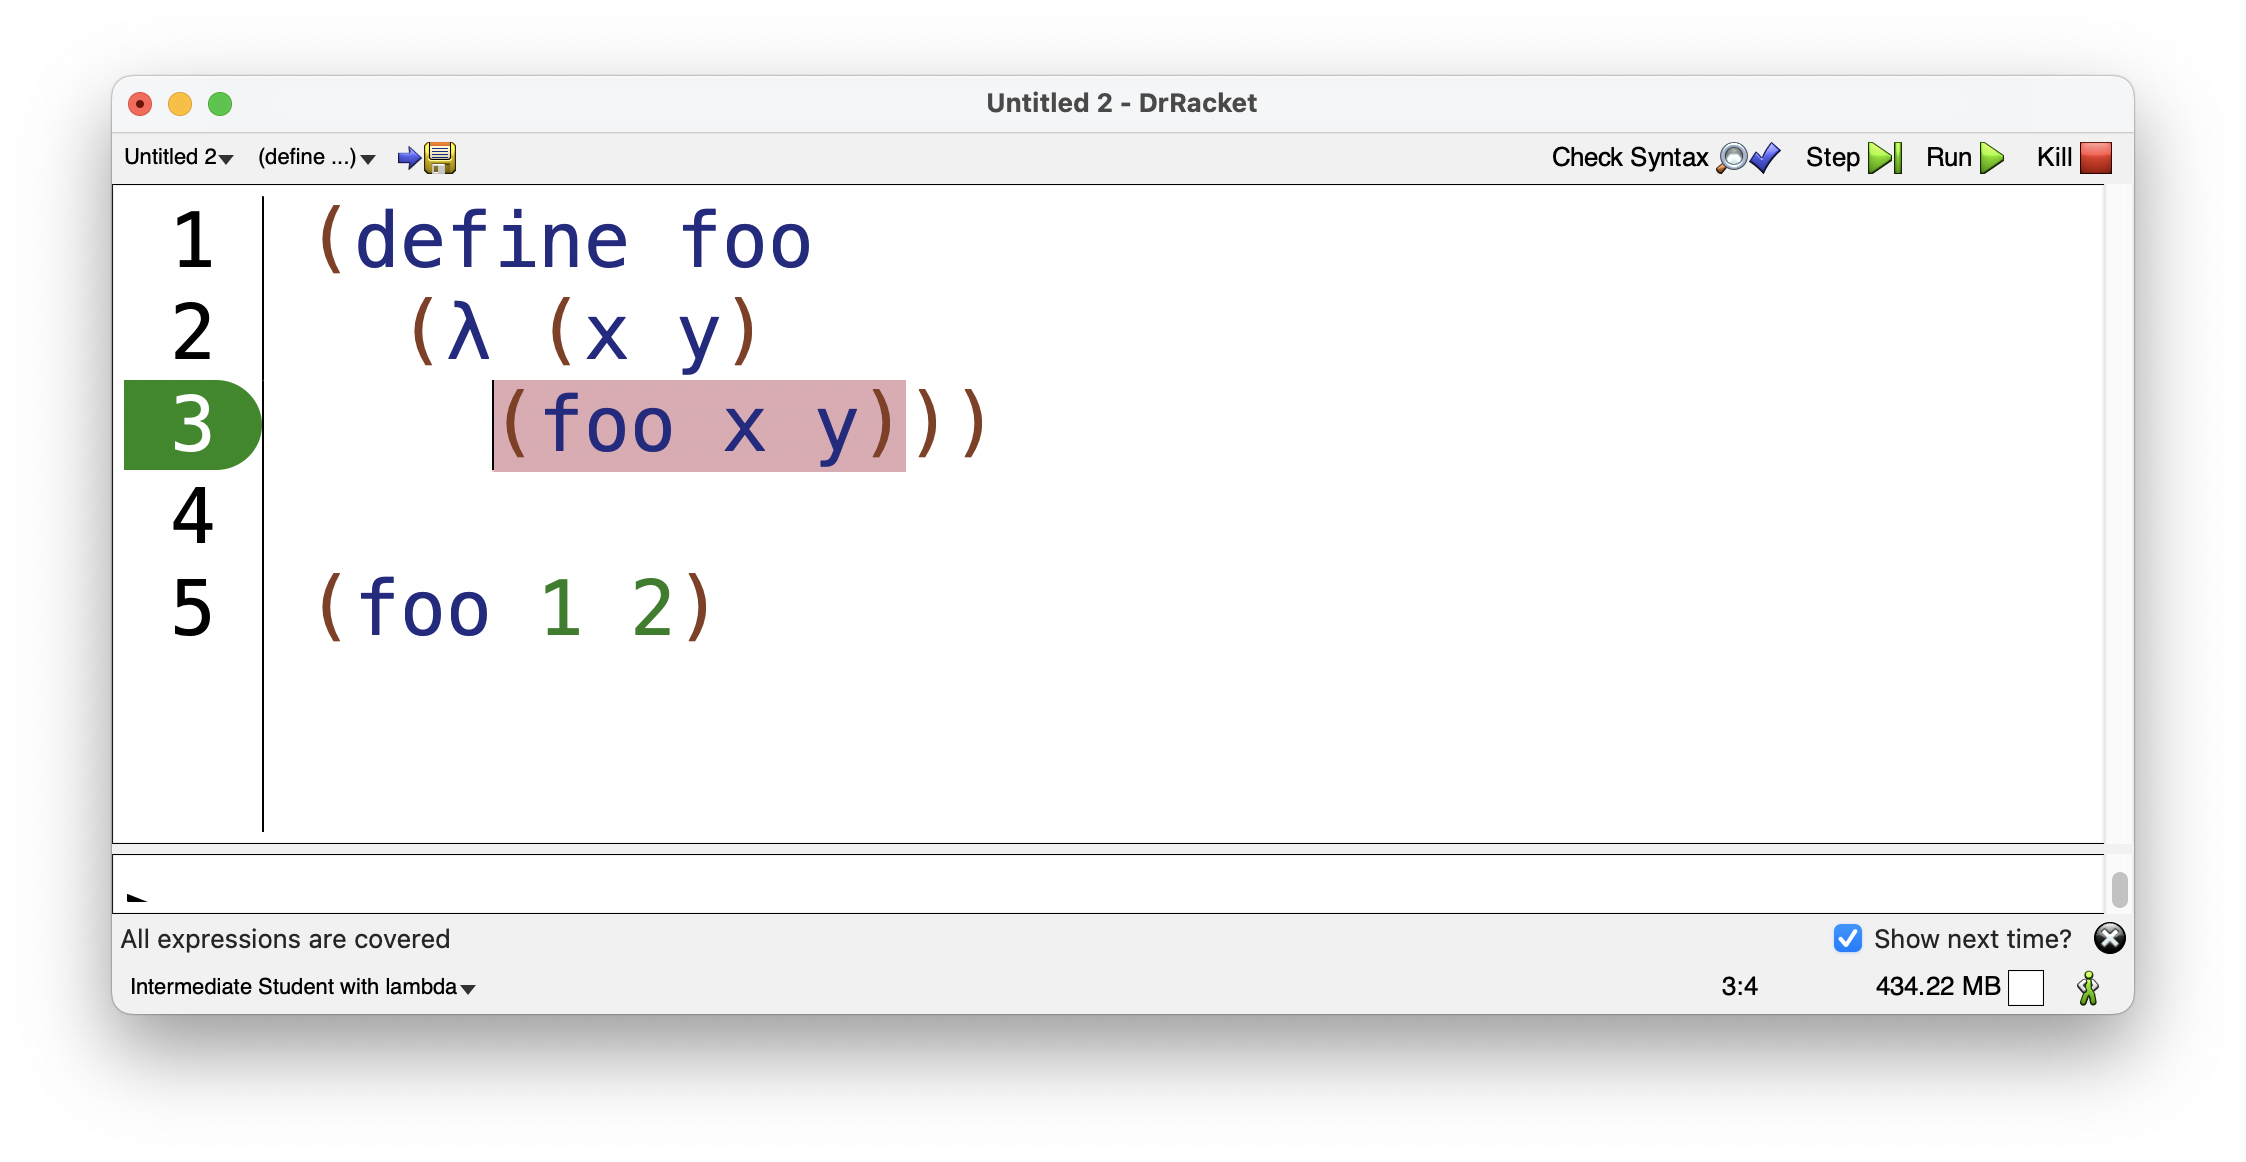 Untitled 2 - DrRacket
Untitled 2 (define ...) Check Syntax Step Run Kill
1 (define foo
2 (λ (x y)
3 (foo x y)))
4
5 (foo 1 2)
All expressions are covered Show next time?
Intermediate Student with lambda 3:4 434.22 MB